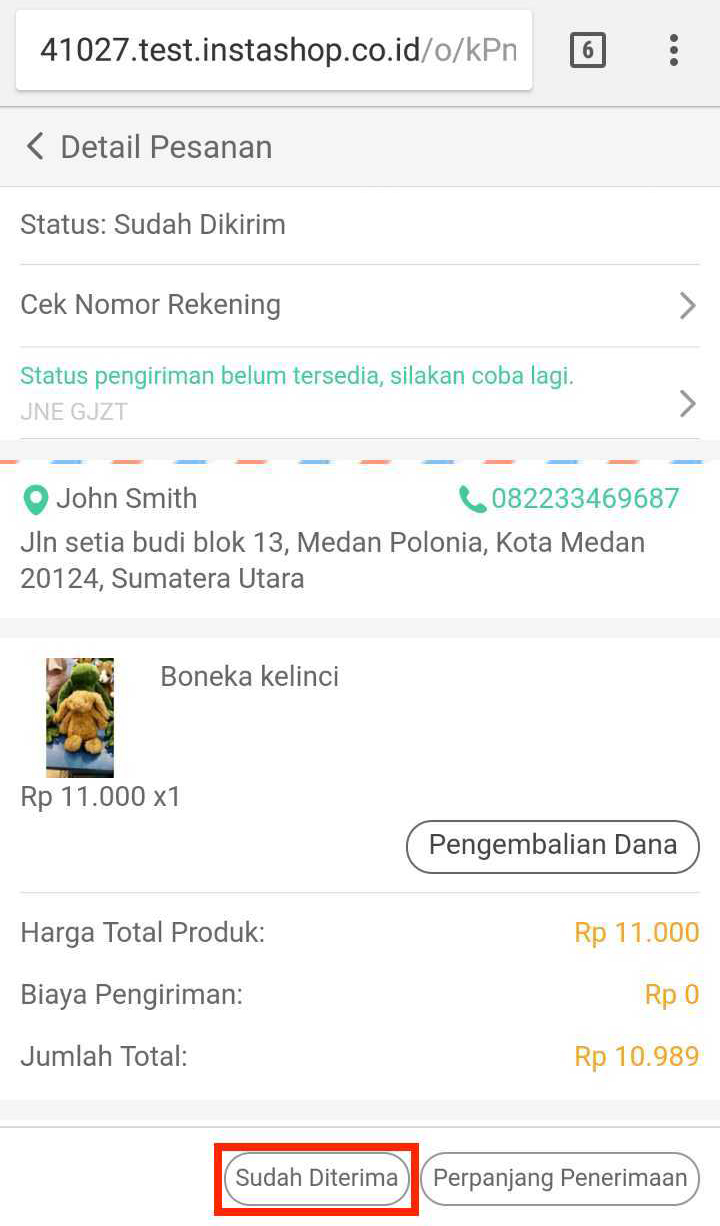 41027.test.instashop.co.id/o/kPn
6
Detail Pesanan
Status: Sudah Dikirim
Cek Nomor Rekening
Status pengiriman belum tersedia, silakan coba lagi.
JNE GJZT
John Smith 082233469687
Jln setia budi blok 13, Medan Polonia, Kota Medan
20124, Sumatera Utara
Boneka kelinci
Rp 11.000 x1
Pengembalian Dana
Harga Total Produk: Rp 11.000
Biaya Pengiriman: Rp 0
Jumlah Total: Rp 10.989
Sudah Diterima Perpanjang Penerimaan